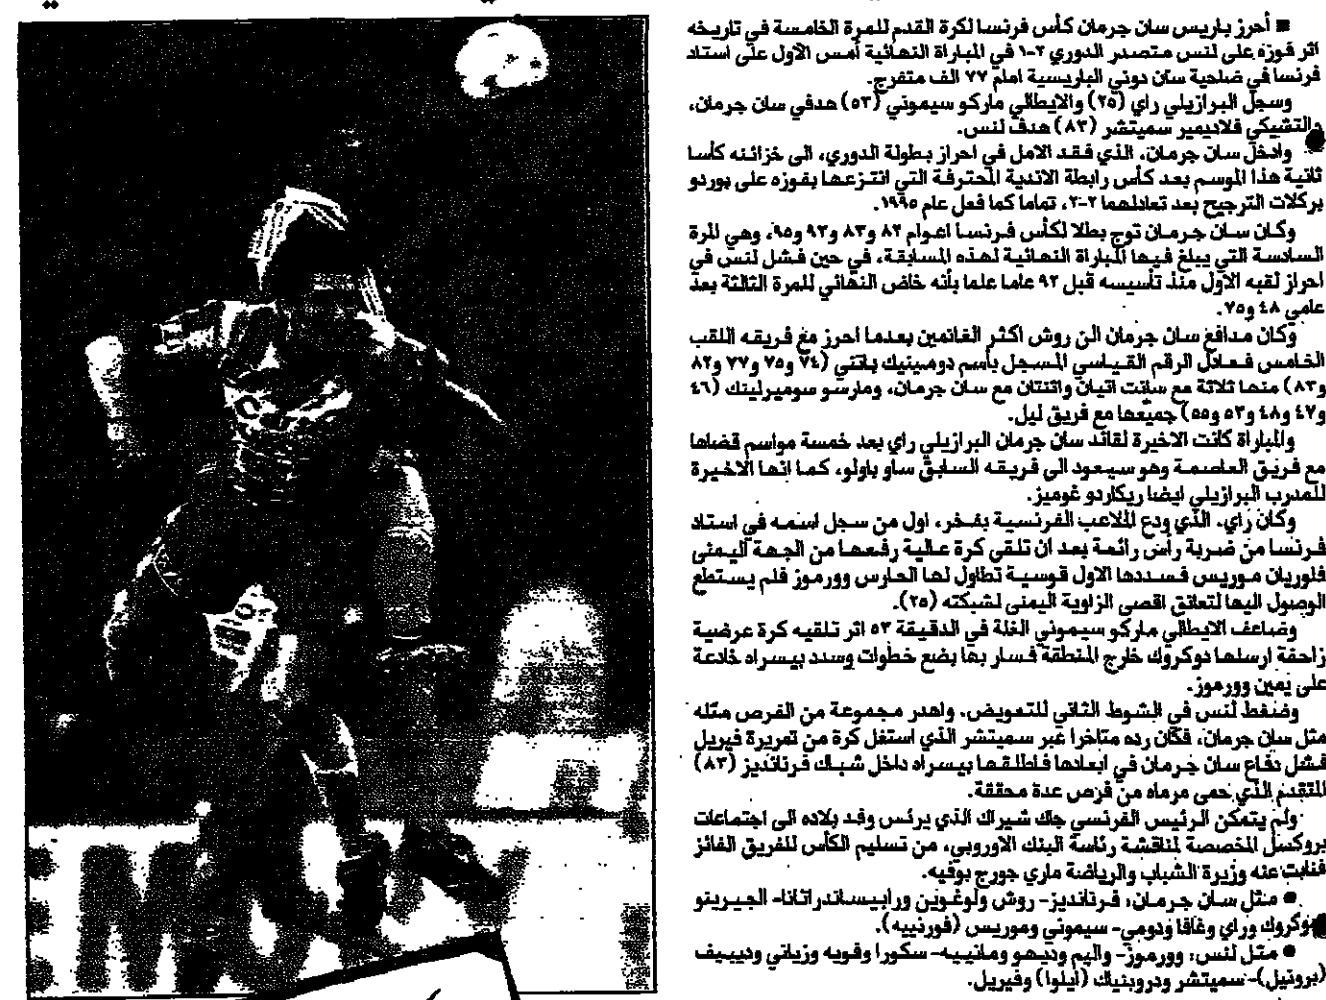 ■ أحرز باريس سان جرمان كأس فرنسا لكرة القدم للمرة الخامسة في تاريخه
اثر فوزه على لنس متصدر الدوري ٢-١ في المباراة النهائية أمس الاول على استاد
فرنسا في ضاحية سان دوني الباريسية امام ٧٧ الف متفرج.
وسجل البرازيلي راي (٢٥) والايطالي ماركو سيموني (٥٣) هدفي سان جرمان،
والتشيكي فلاديمير سميتشر (٨٣) هدف لنس.
وادخل سان جرمان، الذي فقد الامل في احراز بطولة الدوري، الى خزائنه كأسا
ثانية هذا الموسم بعد كأس رابطة الاندية المحترفة التي انتزعها بفوزه على بوردو
بركلات الترجيح بعد تعادلهما ٢-٢، تماما كما فعل عام ١٩٩٥.
وكان سان جرمان توج بطلا لكأس فرنسا اعوام ٨٢ و٨٣ و٩٣ و٩٥، وهي المرة
السادسة التي يبلغ فيها المباراة النهائية لهذه المسابقة، في حين فشل لنس في
احراز لقبه الاول منذ تأسيسه قبل ٩٢ عاما علما بأنه خاض النهائي للمرة الثالثة بعد
عامي ٤٨ و٧٥.
وكان مدافع سان جرمان الن روش اكثر الغانمين بعدما احرز مع فريقه اللقب
الخامس فعادل الرقم القياسي المسجل بأسم دومينيك باتني (٧٤ و٧٥ و٧٧ و٨٢
و٨٣) منها ثلاثة مع سانت اتيان واثنتان مع سان جرمان، ومارسو سوميرلينك (٤٦
و٤٧ و٤٨ و٥٣ و٥٥) جميعها مع فريق ليل.
والمباراة كانت الاخيرة لقائد سان جرمان البرازيلي راي بعد خمسة مواسم قضاها
مع فريق العاصمة وهو سيعود الى فريقه السابق ساو باولو، كما انها الاخيرة
للمدرب البرازيلي ايضا ريكاردو غوميز.
وكان راي، الذي ودع الملاعب الفرنسية بفخر، اول من سجل اسمه في استاد
فرنسا من ضربة رأس رائعة بعد ان تلقى كرة عالية رفعها من الجهة اليمنى
فلوريان موريس فسددها الاول قوسية تطاول لها الحارس وورموز فلم يستطع
الوصول اليها لتعانق اقصى الزاوية اليمنى لشبكته (٢٥).
وضاعف الايطالي ماركو سيموني الغلة في الدقيقة ٥٣ اثر تلقيه كرة عرضية
زاحفة ارسلها دوكروك خارج المنطقة فسار بها بضع خطوات وسدد بيسراه خادعة
على يمين وورموز.
وضغط لنس في الشوط الثاني للتعويض، واهدر مجموعة من الفرص مثله
مثل سان جرمان، فكان رده متاخرا عبر سميتشر الذي استغل كرة من تمريرة فيريل
فشل دفاع سان جرمان في ابعادها فاطلقها بيسراه داخل شباك فرنانديز (٨٣)
المتقدم الذي حمى مرماه من فرص عدة محققة.
ولم يتمكن الرئيس الفرنسي جاك شيراك الذي يرئس وفد بلاده الى اجتماعات
بروكسل المخصصة لمناقشة رئاسة البنك الاوروبي، من تسليم الكأس للفريق الفائز
فنابت عنه وزيرة الشباب والرياضة ماري جورج بوفيه.
● مثل سان جرمان: فرنانديز- روش ولوغوين ورابيساندراتانا- الجيرينو
ودوكروك وراي وغافا ودومي- سيموني وموريس (فورنييه).
● مثل لنس: وورموز- واليم وديهو ومانييه- سكورا وفويه وزياني وديبيف
(برونيل)- سميتشر ودروبنياك (ايلوا) وفيريل.